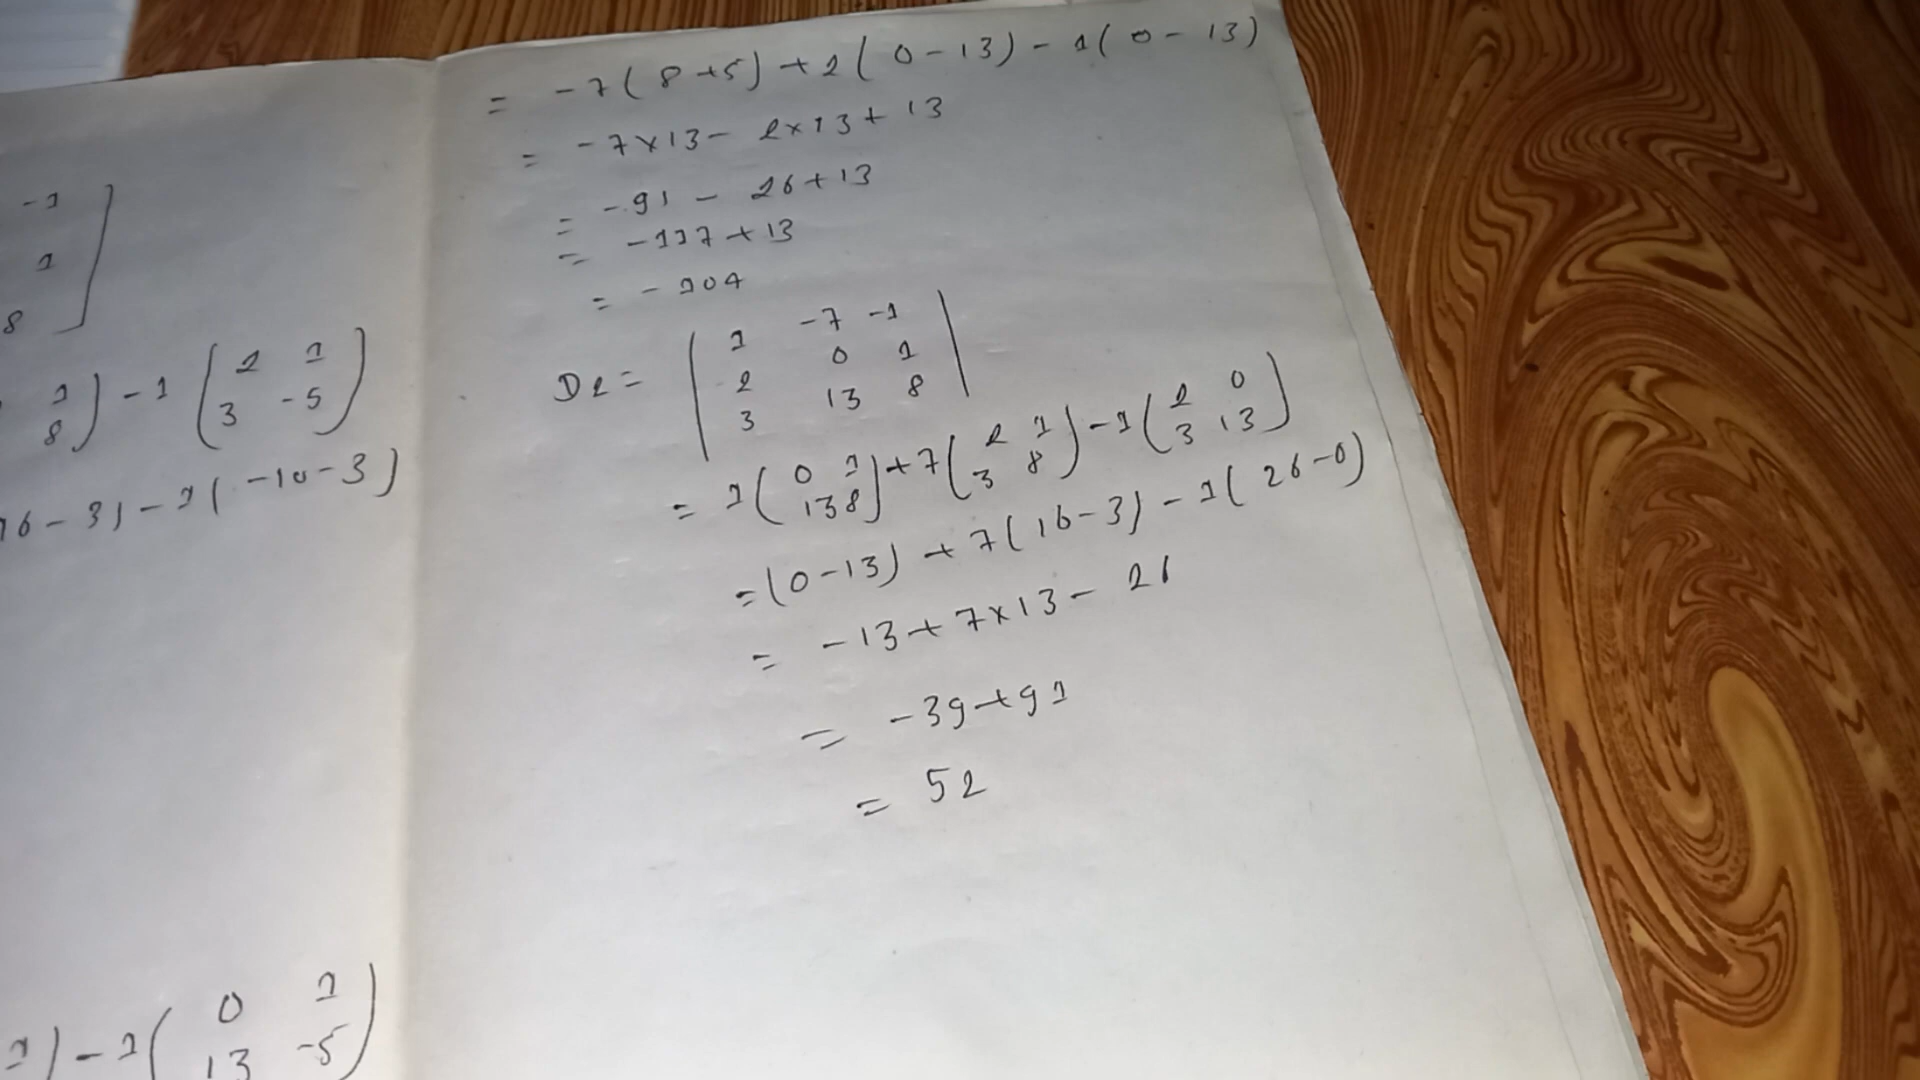 -1
1
8
1
8 ) - 1 ( 2 1
3 -5 )
16 - 3) - 1( -10 - 3)
1) - 1 ( 0 1
13 -5 )
= -7 ( 8 + 5) + 2 ( 0 - 13) - 1 ( 0 - 13)
= -7 × 13 - 2 × 13 + 13
= -91 - 26 + 13
= -117 + 13
= -104
D2 = | 1 -7 -1
2 0 1
3 13 8 |
= 1 ( 0 1
13 8 ) + 7 ( 2 1
3 8 ) - 1 ( 2 0
3 13 )
= (0 - 13) + 7 ( 16 - 3) - 1 ( 26 - 0)
= -13 + 7 × 13 - 26
= -39 + 91
= 52